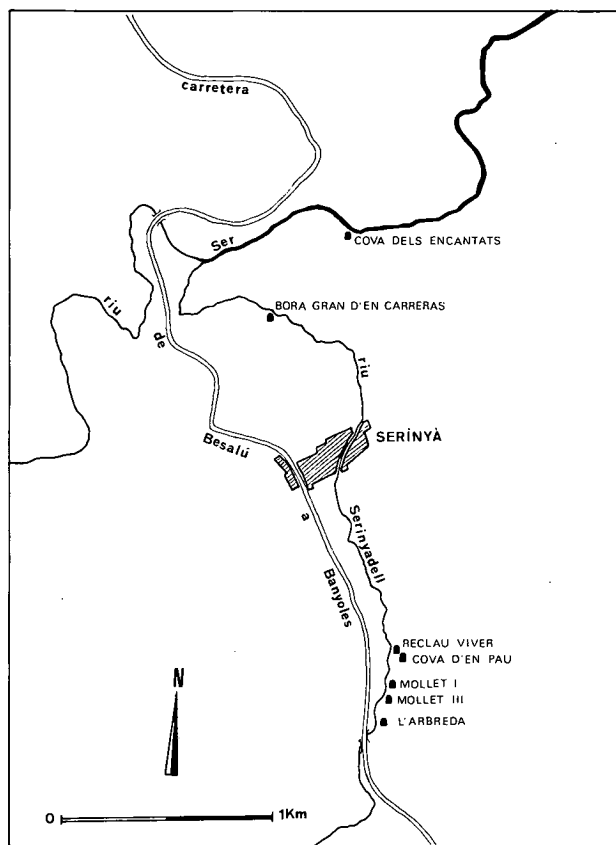 carretera
Ser
COVA DELS ENCANTATS
BORA GRAN D'EN CARRERAS
riu
de
riu
Besalú
SERÍNYÀ
a
Serinyadell
Banyoles
RECLAU VIVER
COVA D'EN PAU
MOLLET I
MOLLET III
L'ARBREDA
N
0 1Km